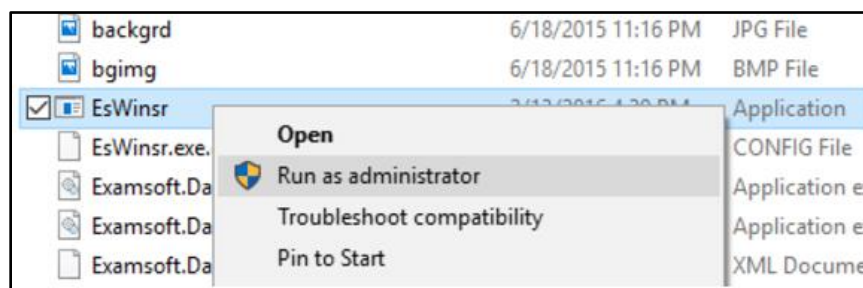 backgrd 6/18/2015 11:16 PM JPG File
bgimg 6/18/2015 11:16 PM BMP File
EsWinsr Application
EsWinsr.exe. CONFIG File
Open
Run as administrator
Examsoft.Da Application e
Troubleshoot compatibility
Examsoft.Da Application e
Pin to Start
Examsoft.Da XML Docume